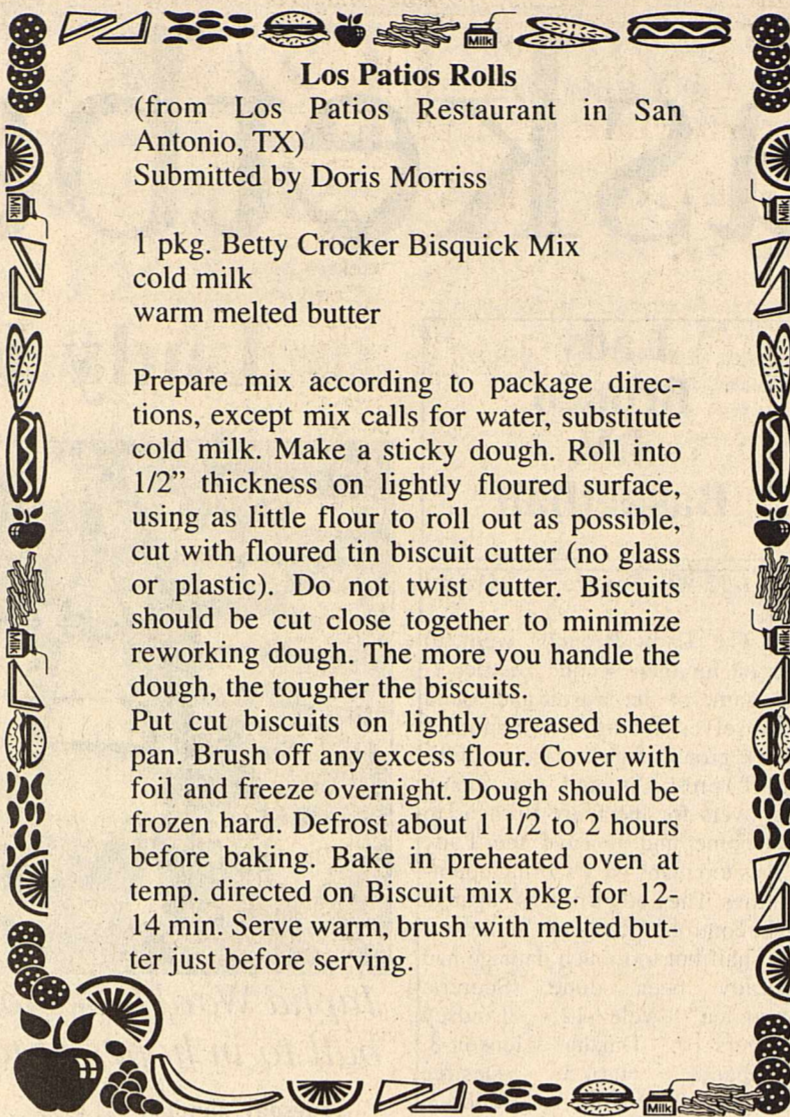 Los Patios Rolls
(from Los Patios Restaurant in San
Antonio, TX)
Submitted by Doris Morriss
1 pkg. Betty Crocker Bisquick Mix
cold milk
warm melted butter
Prepare mix according to package direc-
tions, except mix calls for water, substitute
cold milk. Make a sticky dough. Roll into
1/2” thickness on lightly floured surface,
using as little flour to roll out as possible,
cut with floured tin biscuit cutter (no glass
or plastic). Do not twist cutter. Biscuits
should be cut close together to minimize
reworking dough. The more you handle the
dough, the tougher the biscuits.
Put cut biscuits on lightly greased sheet
pan. Brush off any excess flour. Cover with
foil and freeze overnight. Dough should be
frozen hard. Defrost about 1 1/2 to 2 hours
before baking. Bake in preheated oven at
temp. directed on Biscuit mix pkg. for 12-
14 min. Serve warm, brush with melted but-
ter just before serving.
Milk
Milk
Milk
Milk
Milk
Milk